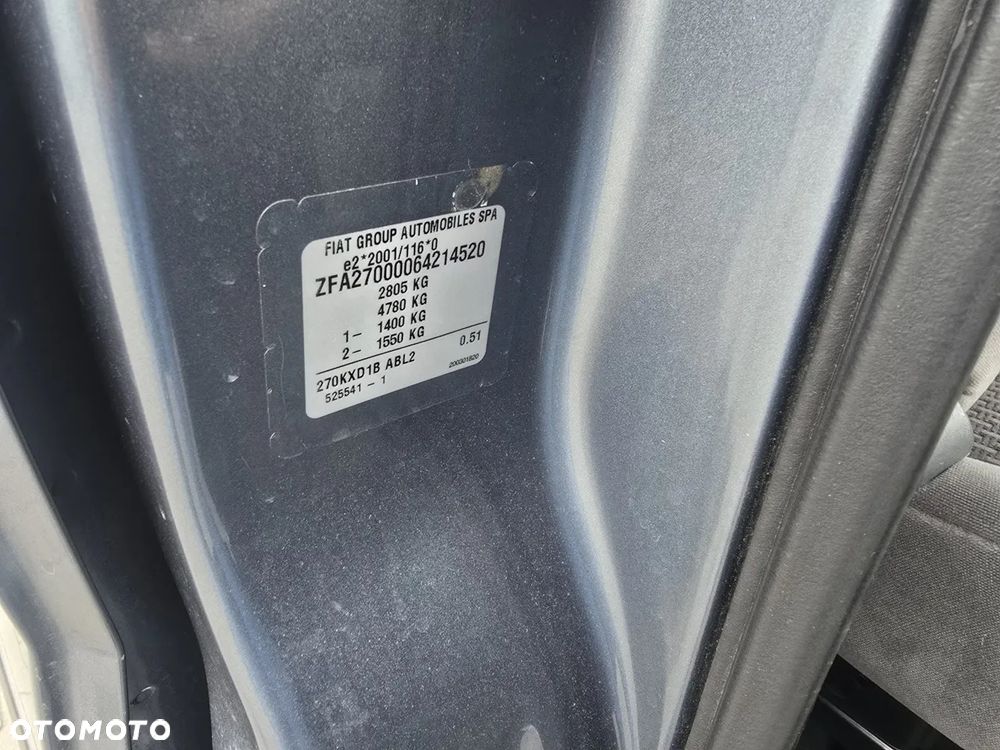 FIAT GROUP AUTOMOBILES SPA
e2*2001/116*0
ZFA27000064214520
2805 KG
4780 KG
1- 1400 KG
2- 1550 KG
270KXD1B ABL2 0.51
525541 - 1 200301820
OTOMOTO